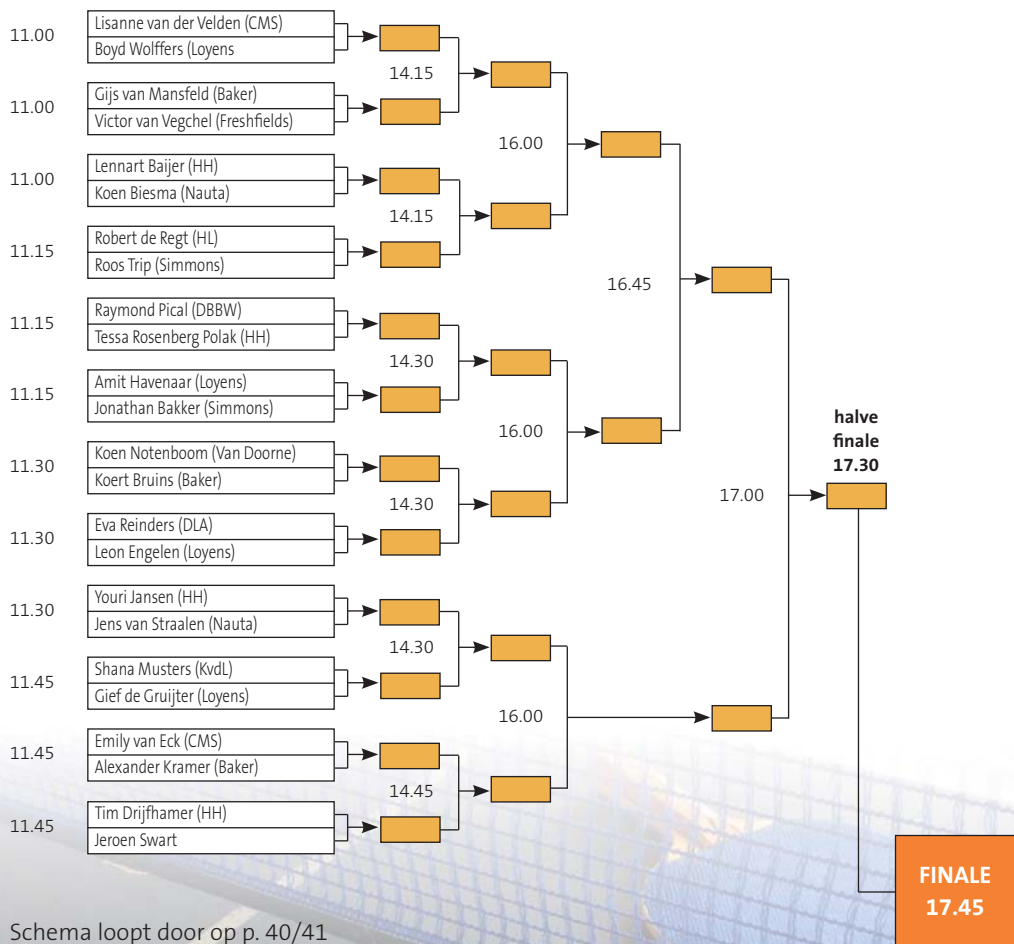 11.00
Lisanne van der Velden (CMS)
Boyd Wolffers (Loyens
11.00
Gijs van Mansfeld (Baker)
Victor van Vegchel (Freshfields)
14.15
11.00
Lennart Baijer (HH)
Koen Biesma (Nauta)
11.15
Robert de Regt (HL)
Roos Trip (Simmons)
14.15
16.00
11.15
Raymond Pical (DBBW)
Tessa Rosenberg Polak (HH)
11.15
Amit Havenaar (Loyens)
Jonathan Bakker (Simmons)
14.30
11.30
Koen Notenboom (Van Doorne)
Koert Bruins (Baker)
11.30
Eva Reinders (DLA)
Leon Engelen (Loyens)
14.30
16.00
16.45
11.30
Youri Jansen (HH)
Jens van Straalen (Nauta)
11.45
Shana Musters (KvdL)
Gief de Gruijter (Loyens)
14.30
11.45
Emily van Eck (CMS)
Alexander Kramer (Baker)
11.45
Tim Drijfhamer (HH)
Jeroen Swart
14.45
16.00
17.00
halve
finale
17.30
FINALE
17.45
Schema loopt door op p. 40/41